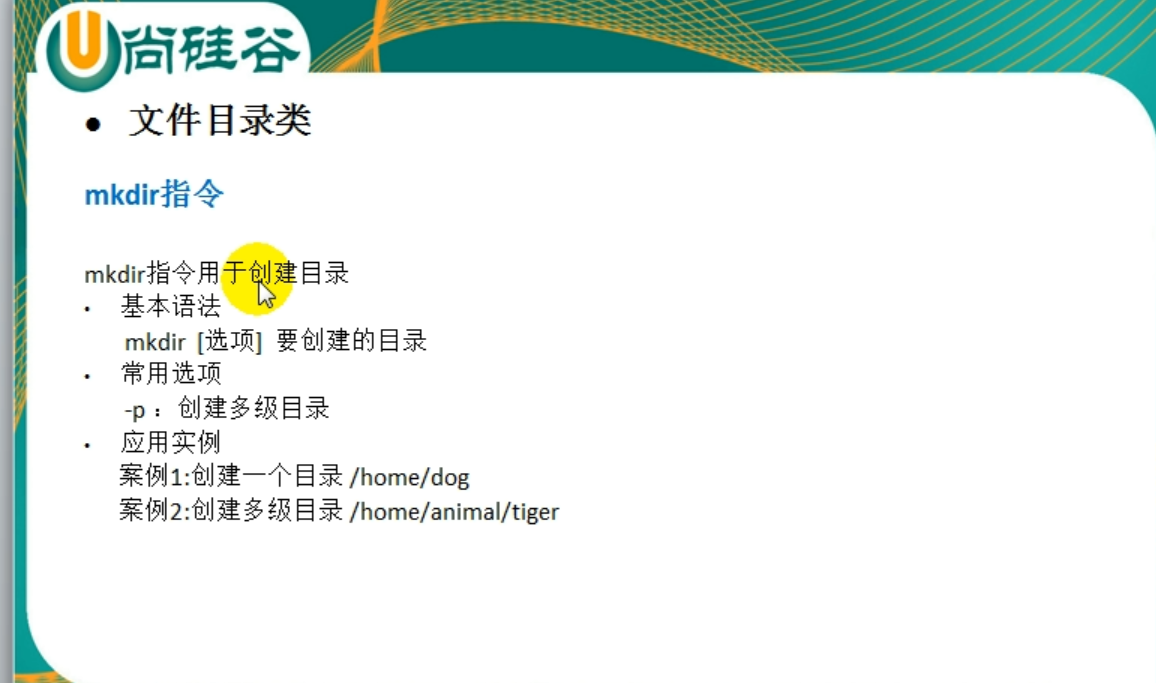 尚硅谷
● 文件目录类
mkdir指令
mkdir指令用于创建目录
• 基本语法
mkdir [选项] 要创建的目录
• 常用选项
-p ：创建多级目录
• 应用实例
案例1:创建一个目录 /home/dog
案例2:创建多级目录 /home/animal/tiger